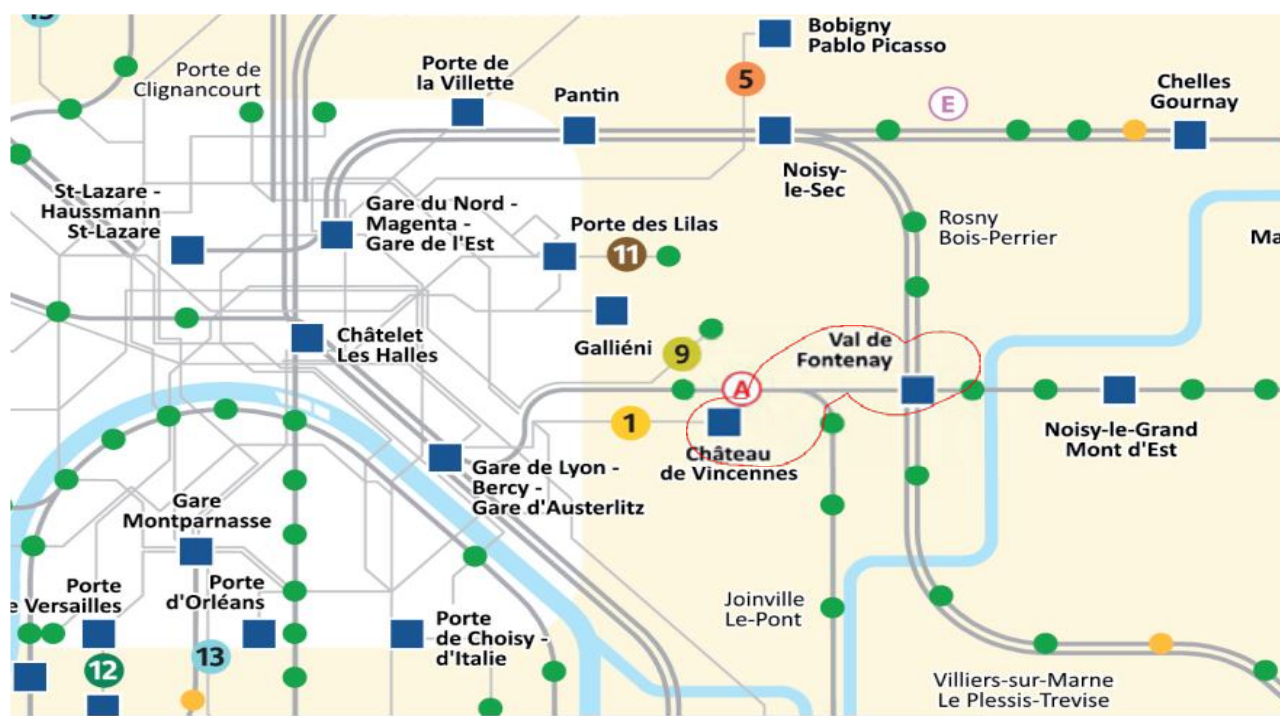 13
Bobigny
Pablo Picasso
Porte de
la Villette
Porte de
Clignancourt
5
Pantin
E
Chelles
Gournay
Noisy-
le-Sec
St-Lazare -
Haussmann
St-Lazare
Gare du Nord -
Magenta -
Gare de l'Est
Porte des Lilas
11
Rosny
Bois-Perrier
Ma
Châtelet
Les Halles
Galliéni
9
Val de
Fontenay
A
1
Château
de Vincennes
Noisy-le-Grand
Mont d'Est
Gare de Lyon -
Bercy -
Gare d'Austerlitz
Gare
Montparnasse
Porte
e Versailles
Porte
d'Orléans
Porte
de Choisy -
d'Italie
Joinville
Le-Pont
12
13
Villiers-sur-Marne
Le Plessis-Trevise